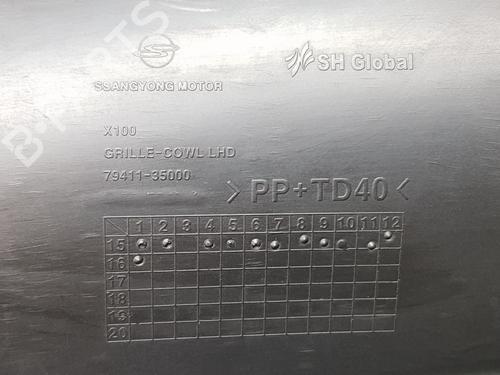 SSANGYONG MOTOR
SH Global
X100
GRILLE-COWL LHD
79411-35000
>PP+TD40<
1 2 3 4 5 6 7 8 9 10 11 12
15
16
17
18
19
20
B-PARTS